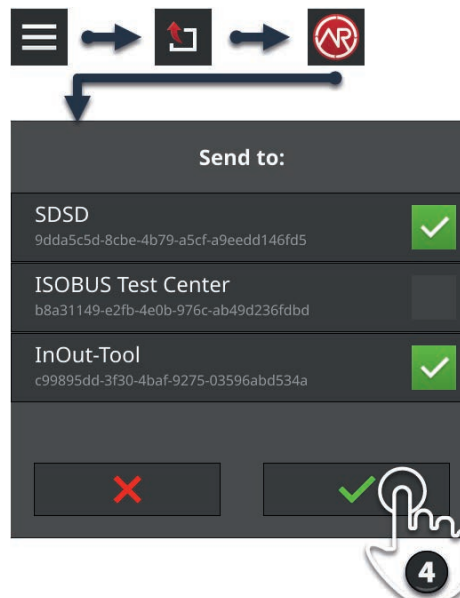 AR
Send to:
SDSD
9dda5c5d-8cbe-4b79-a5cf-a9eedd146fd5
ISOBUS Test Center
b8a31149-e2fb-4e0b-976c-ab49d236fdbd
InOut-Tool
c99895dd-3f30-4baf-9275-03596abd534a
4